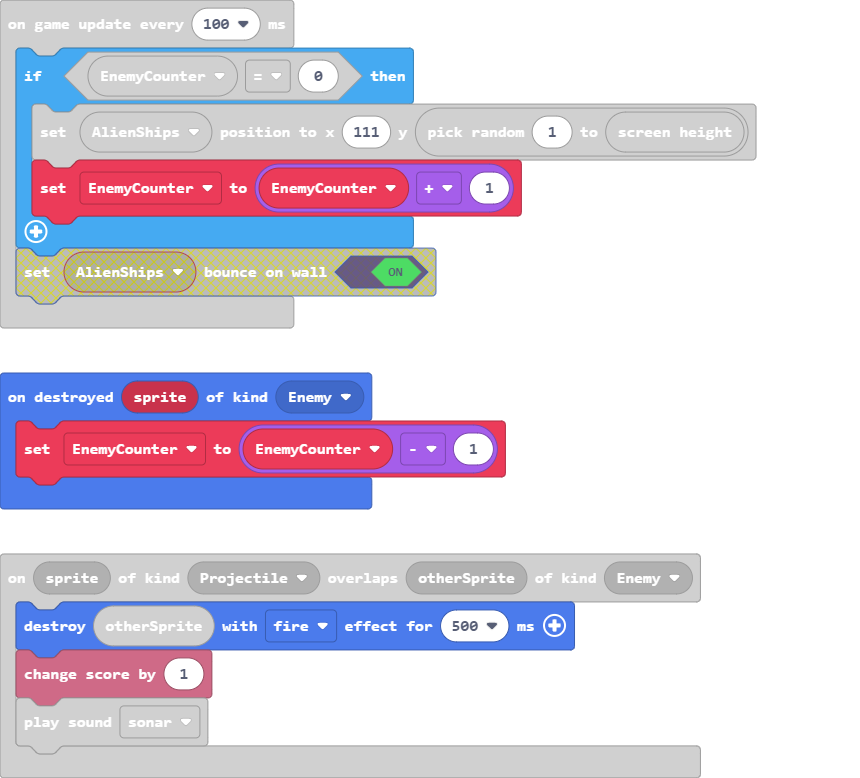 on game update every 100 ms
if EnemyCounter = 0 then
set AlienShips position to x 111 y pick random 1 to screen height
set EnemyCounter to EnemyCounter + 1
set AlienShips bounce on wall ON
on destroyed sprite of kind Enemy
set EnemyCounter to EnemyCounter - 1
on sprite of kind Projectile overlaps otherSprite of kind Enemy
destroy otherSprite with fire effect for 500 ms
change score by 1
play sound sonar